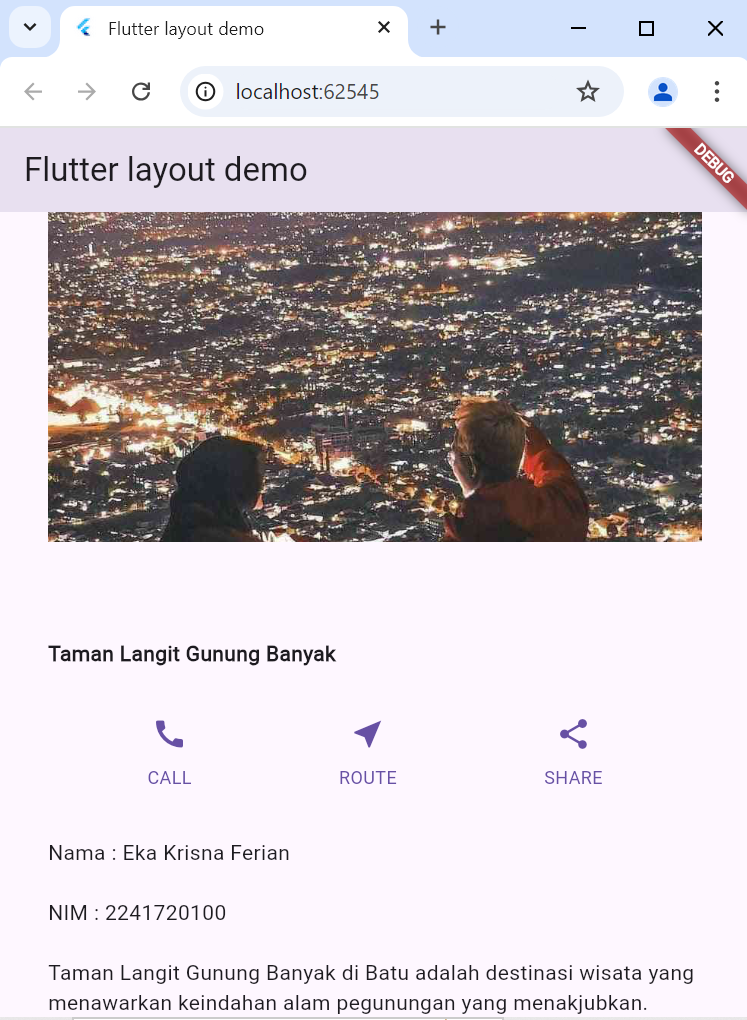 Flutter layout demo
localhost:62545
Flutter layout demo
DEBUG
Taman Langit Gunung Banyak
CALL ROUTE SHARE
Nama : Eka Krisna Ferian
NIM : 2241720100
Taman Langit Gunung Banyak di Batu adalah destinasi wisata yang
menawarkan keindahan alam pegunungan yang menakjubkan.